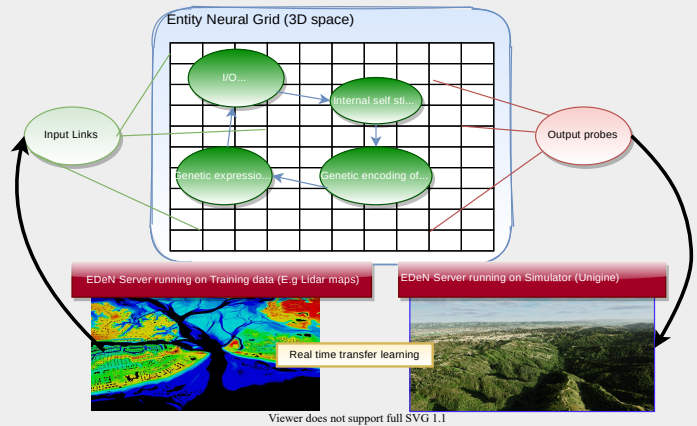 Entity Neural Grid (3D space)
I/O...
Internal self sti...
Input Links
Output probes
Genetic expressio...
Genetic encoding of...
EDeN Server running on Training data (E.g Lidar maps)
EDeN Server running on Simulator (Unigine)
Real time transfer learning
Viewer does not support full SVG 1.1